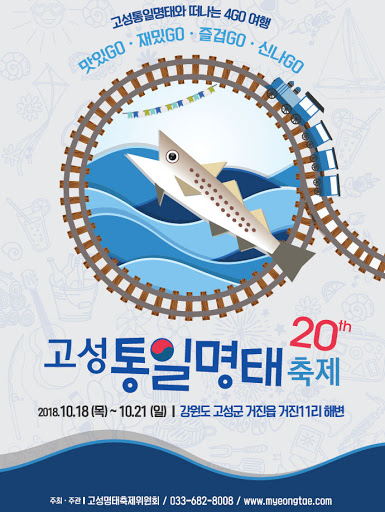 고성통일명태와 떠나는 4GO 여행
맛있GO · 재밌GO · 즐겁GO · 신나GO
고성통일명태축제 20th
2018.10.18 (목) ~ 10.21 (일) | 강원도 고성군 거진읍 거진11리 해변
주최 · 주관 | 고성명태축제위원회 / 033-682-8008 / www.myeongtae.com